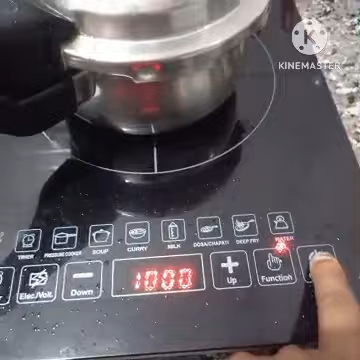 K
KINEMASTER
TIMER PRESSURE COOKER SOUP CURRY MILK DOSA/CHAPATI DEEP FRY WATER
Elec./Volt. Down 1000 Up Function